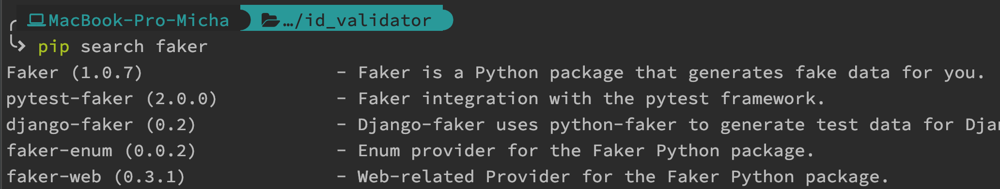 MacBook-Pro-Micha …/id_validator
pip search faker
Faker (1.0.7) - Faker is a Python package that generates fake data for you.
pytest-faker (2.0.0) - Faker integration with the pytest framework.
django-faker (0.2) - Django-faker uses python-faker to generate test data for Dja
faker-enum (0.0.2) - Enum provider for the Faker Python package.
faker-web (0.3.1) - Web-related Provider for the Faker Python package.